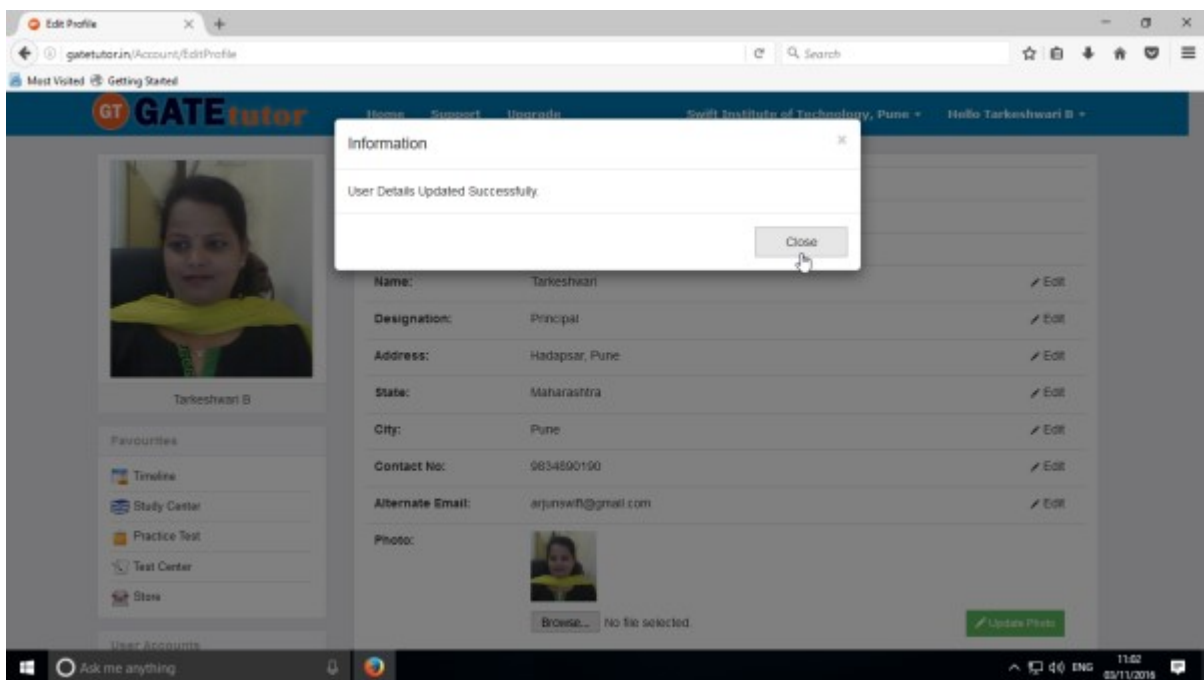 Edit Profile
gatetutor.in/Account/EditProfile
Search
Most Visited Getting Started
GT GATEtutor Home Support Upgrade Swift Institute of Technology, Pune Hello Tarkeshwari B
Information
User Details Updated Successfully.
Close
Name: Tarkeshwari Edit
Designation: Principal Edit
Address: Hadapsar, Pune Edit
State: Maharashtra Edit
City: Pune Edit
Contact No: 9834890190 Edit
Alternate Email: arjunswift@gmail.com Edit
Photo:
Browse... No file selected. Update Photo
Tarkeshwari B
Favourites
Timeline
Study Center
Practice Test
Test Center
Store
User Accounts
Ask me anything
ENG 11:02
03/11/2016